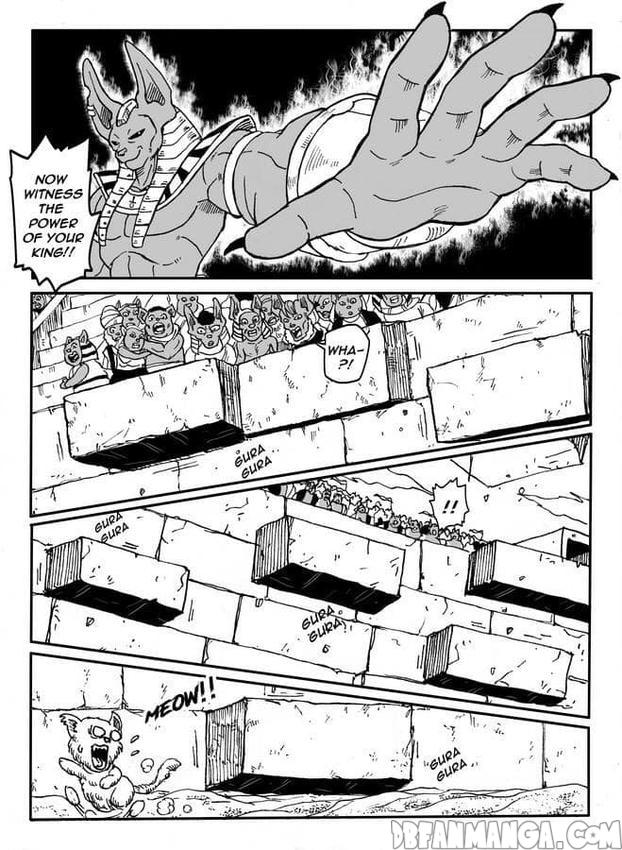 NOW
WITNESS
THE
POWER
OF YOUR
KING!!
WHA-
?!
GURA
GURA
!!
GURA
GURA
GURA
GURA
MEOW!!
GURA
GURA
DBFANMANGA.COM